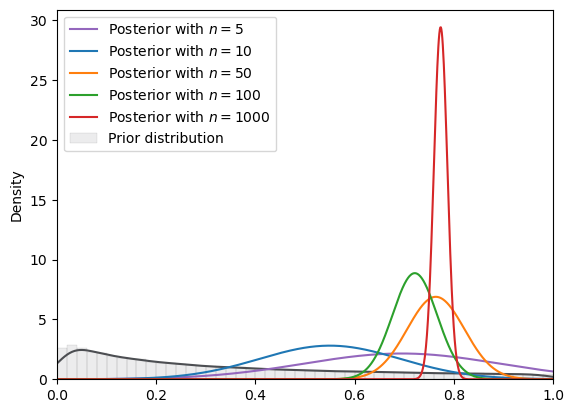 Posterior with n = 5
Posterior with n = 10
Posterior with n = 50
Posterior with n = 100
Posterior with n = 1000
Prior distribution
Density
30
25
20
15
10
5
0
0.0 0.2 0.4 0.6 0.8 1.0